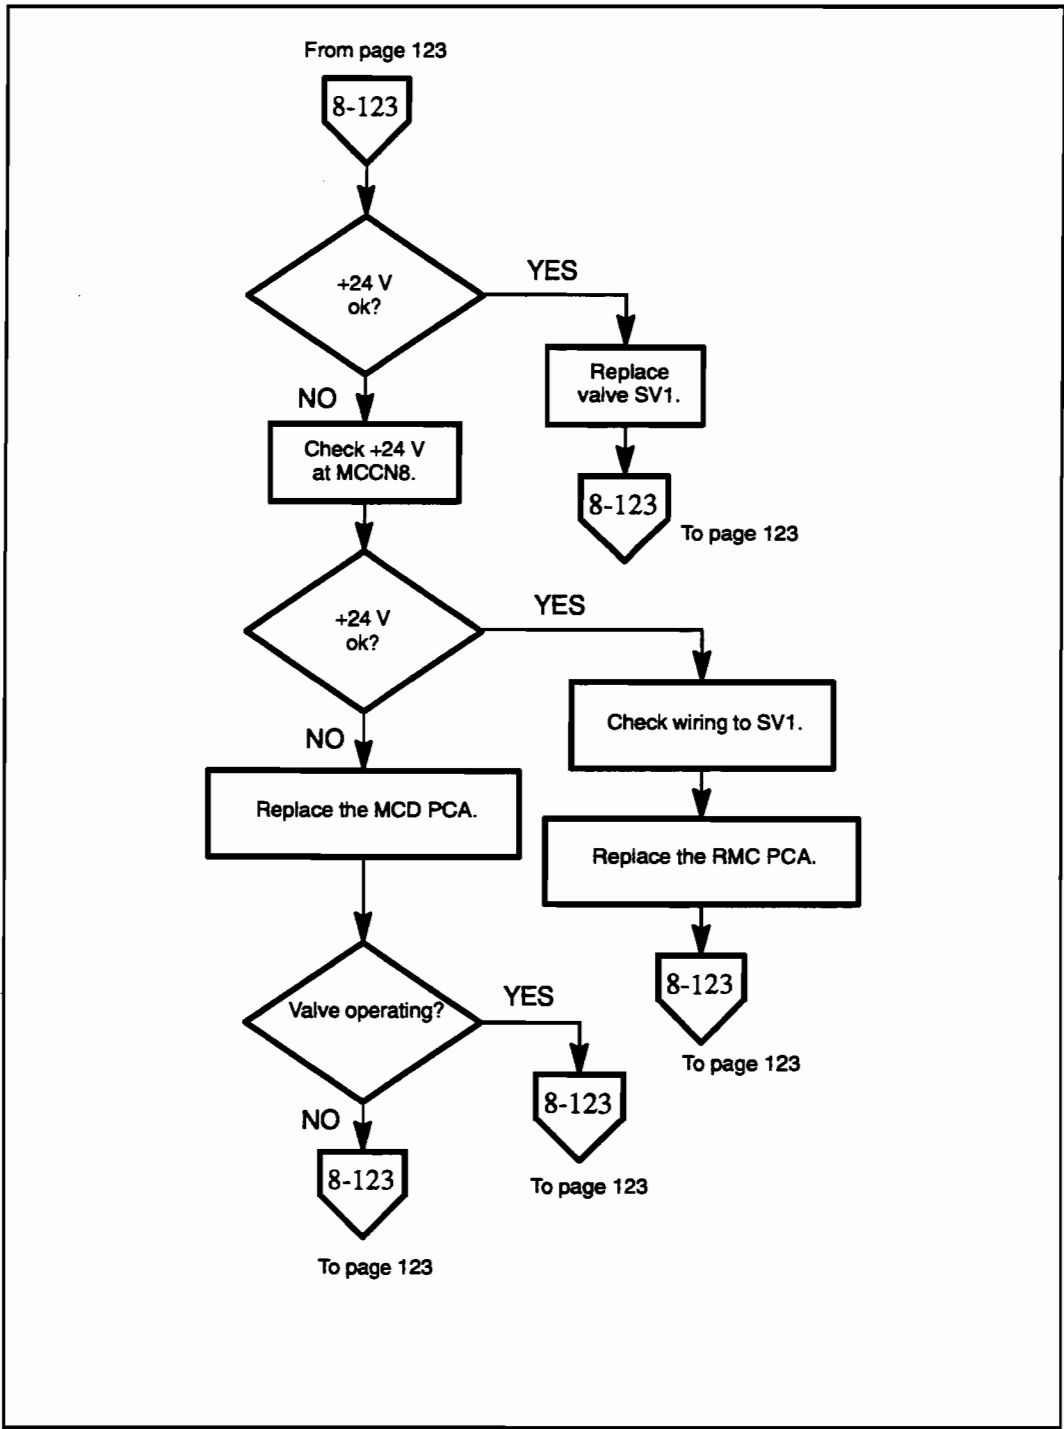 From page 123
8-123
+24 V
ok?
YES
Replace
valve SV1.
NO
Check +24 V
at MCCN8.
8-123
To page 123
+24 V
ok?
YES
Check wiring to SV1.
NO
Replace the MCD PCA.
Replace the RMC PCA.
8-123
To page 123
Valve operating?
YES
8-123
To page 123
NO
8-123
To page 123